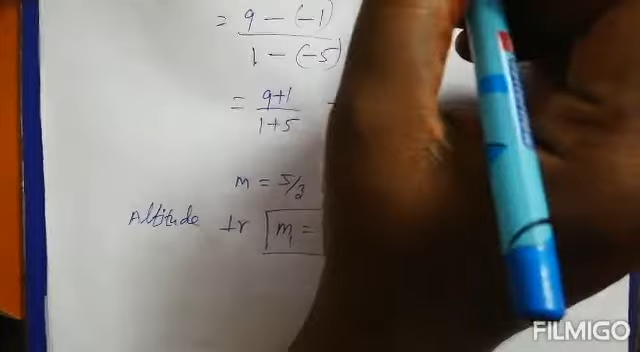 = 9 - (-1) / 1 - (-5)
= 9+1 / 1+5
m = 5/3
Altitude ⊥r m₁ =
FILMIGO